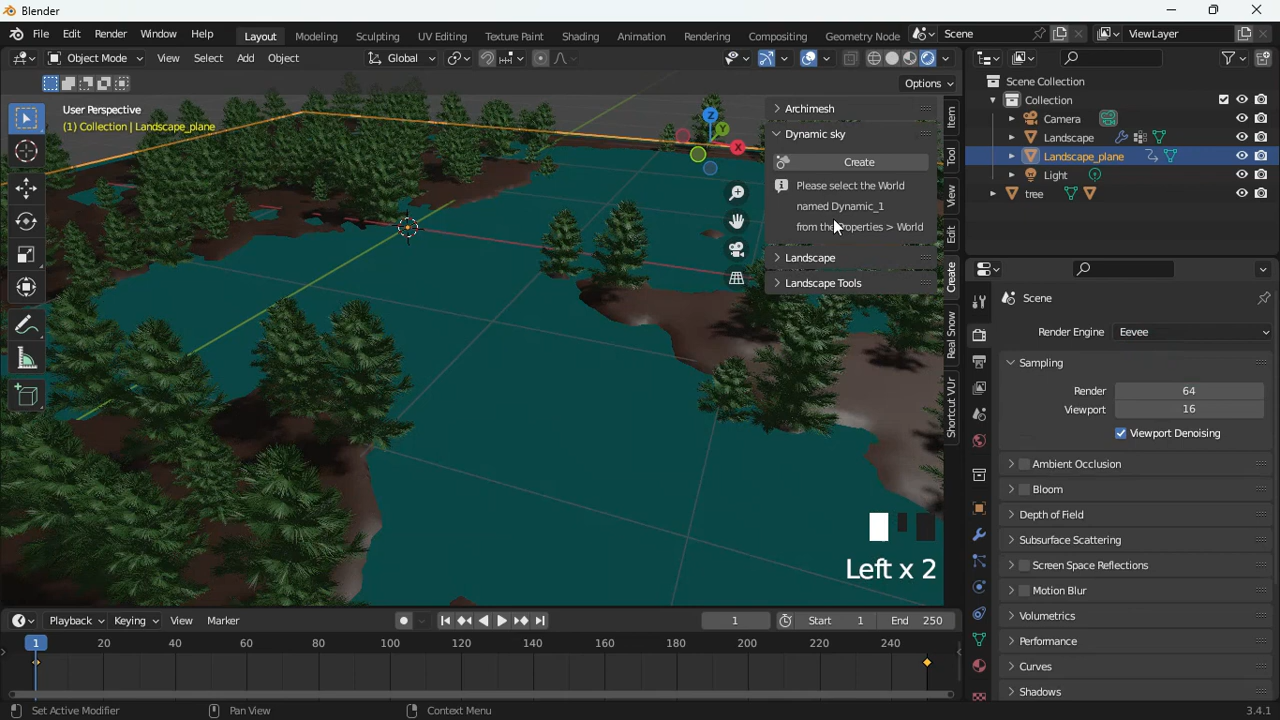 Blender
File Edit Render Window Help
Layout Modeling Sculpting UV Editing Texture Paint Shading Animation Rendering Compositing Geometry Node
Scene
ViewLayer
Object Mode View Select Add Object
Global
Options
User Perspective
(1) Collection | Landscape_plane
Z
Y
X
Archimesh
Dynamic sky
Create
Please select the World
named Dynamic_1
from the Properties > World
Landscape
Landscape Tools
Item
Tool
View
Edit
Create
Real Snow
Shortcut VUr
Scene Collection
Collection
Camera
Landscape
Landscape_plane
Light
tree
Scene
Render Engine Eevee
Sampling
Render 64
Viewport 16
Viewport Denoising
Ambient Occlusion
Bloom
Depth of Field
Subsurface Scattering
Screen Space Reflections
Motion Blur
Volumetrics
Performance
Curves
Shadows
Left x 2
Playback Keying View Marker
1
Start 1
End 250
1 20 40 60 80 100 120 140 160 180 200 220 240
Set Active Modifier
Pan View
Context Menu
3.4.1